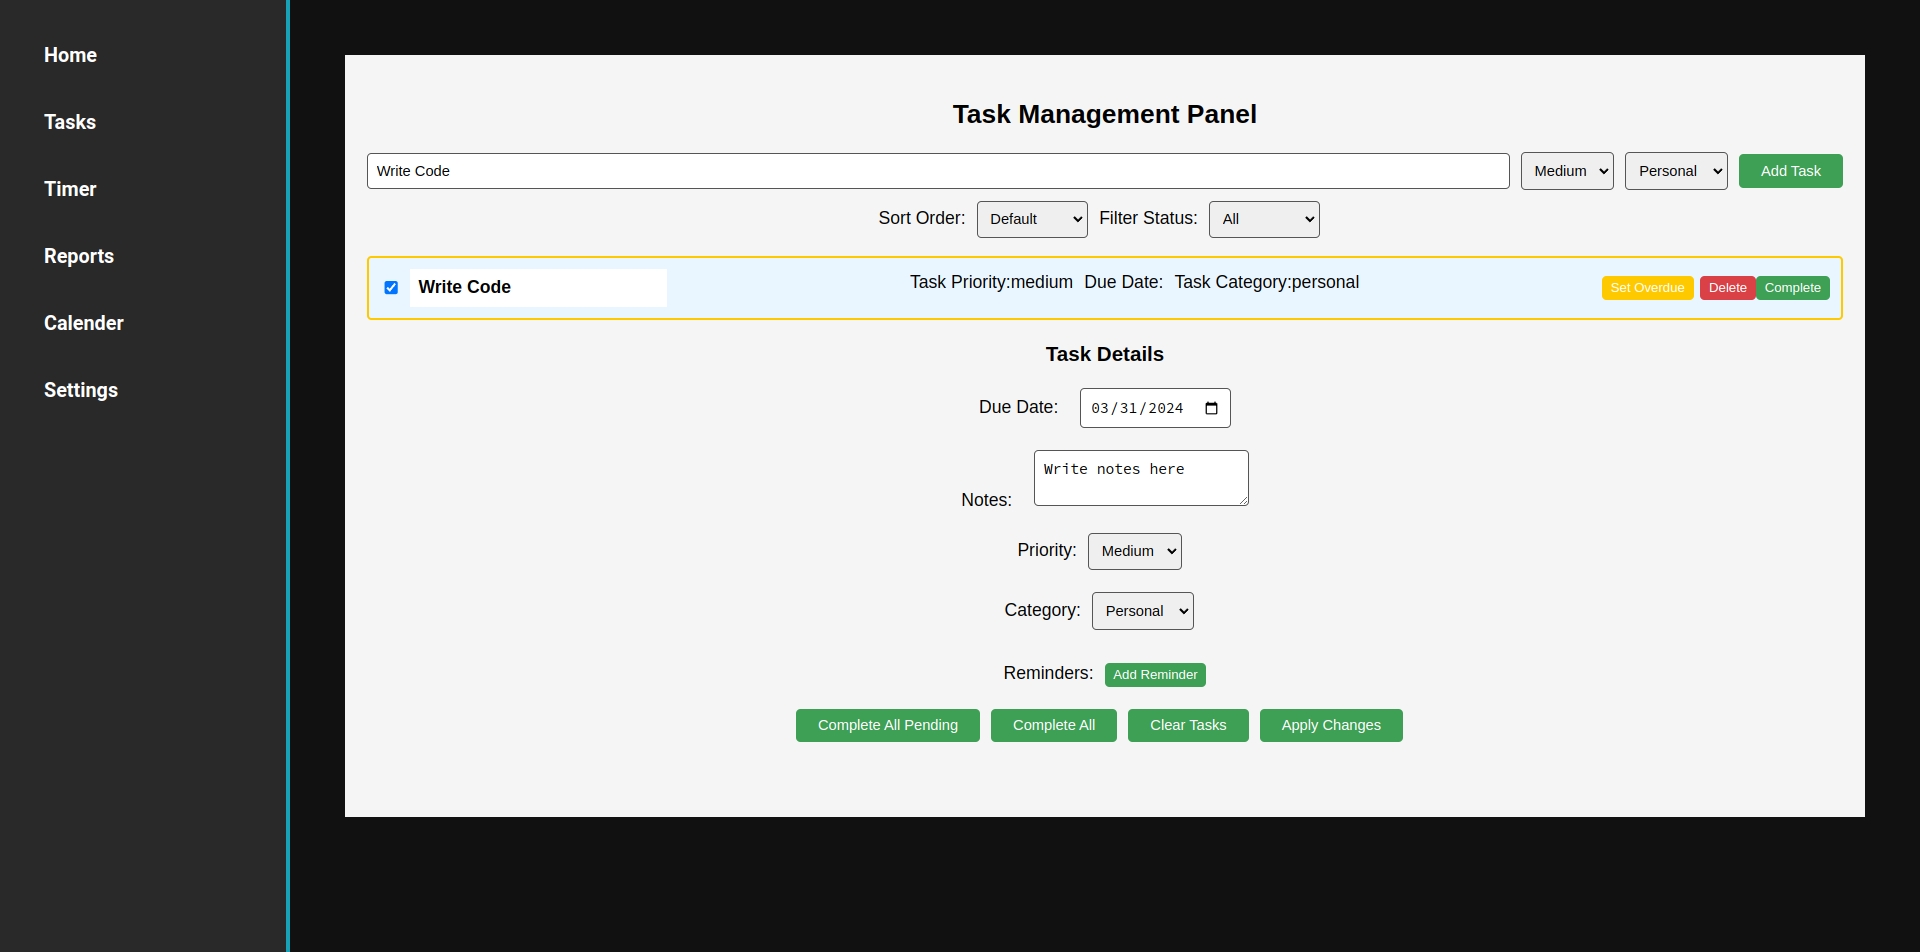 Home
Tasks
Timer
Reports
Calender
Settings
Task Management Panel
Write Code Medium Personal Add Task
Sort Order: Default Filter Status: All
Write Code Task Priority:medium Due Date: Task Category:personal Set Overdue Delete Complete
Task Details
Due Date: 03/31/2024
Write notes here
Notes:
Priority: Medium
Category: Personal
Reminders: Add Reminder
Complete All Pending Complete All Clear Tasks Apply Changes